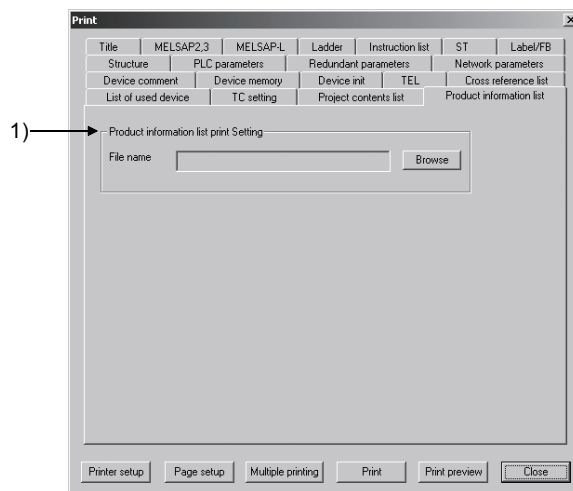 Print
Title MELSAP2,3 MELSAP-L Ladder Instruction list ST Label/FB
Structure PLC parameters Redundant parameters Network parameters
Device comment Device memory Device init TEL Cross reference list
List of used device TC setting Project contents list Product information list
1)
Product information list print Setting
File name Browse
Printer setup Page setup Multiple printing Print Print preview Close